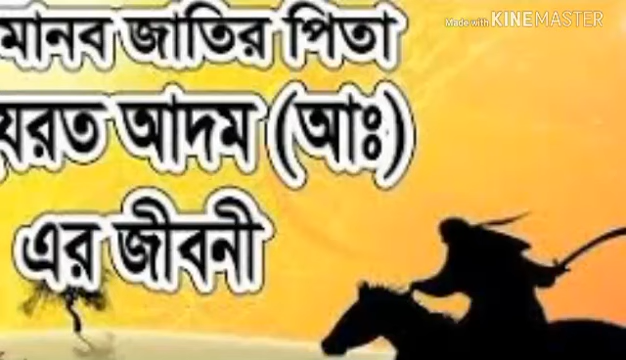 Made with KINEMASTER
মানব জাতির পিতা
যরত আদম (আঃ)
এর জীবনী